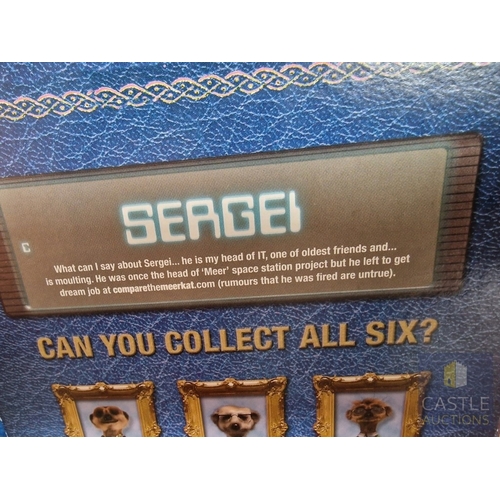 SERGEI
C
What can I say about Sergei... he is my head of IT, one of oldest friends and...
is moulting. He was once the head of 'Meer' space station project but he left to get
dream job at comparethemeerkat.com (rumours that he was fired are untrue).
CAN YOU COLLECT ALL SIX?
CASTLE
AUCTIONS